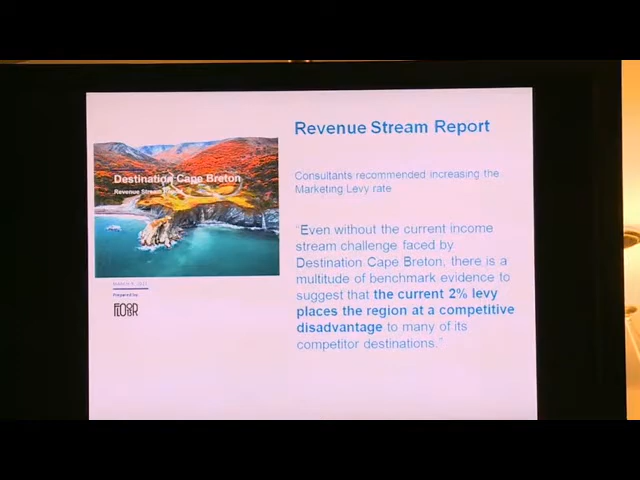 Revenue Stream Report
Destination Cape Breton
Revenue Stream Report
Consultants recommended increasing the
Marketing Levy rate
“Even without the current income
stream challenge faced by
Destination Cape Breton, there is a
multitude of benchmark evidence to
suggest that the current 2% levy
places the region at a competitive
disadvantage to many of its
competitor destinations.”
Prepared by